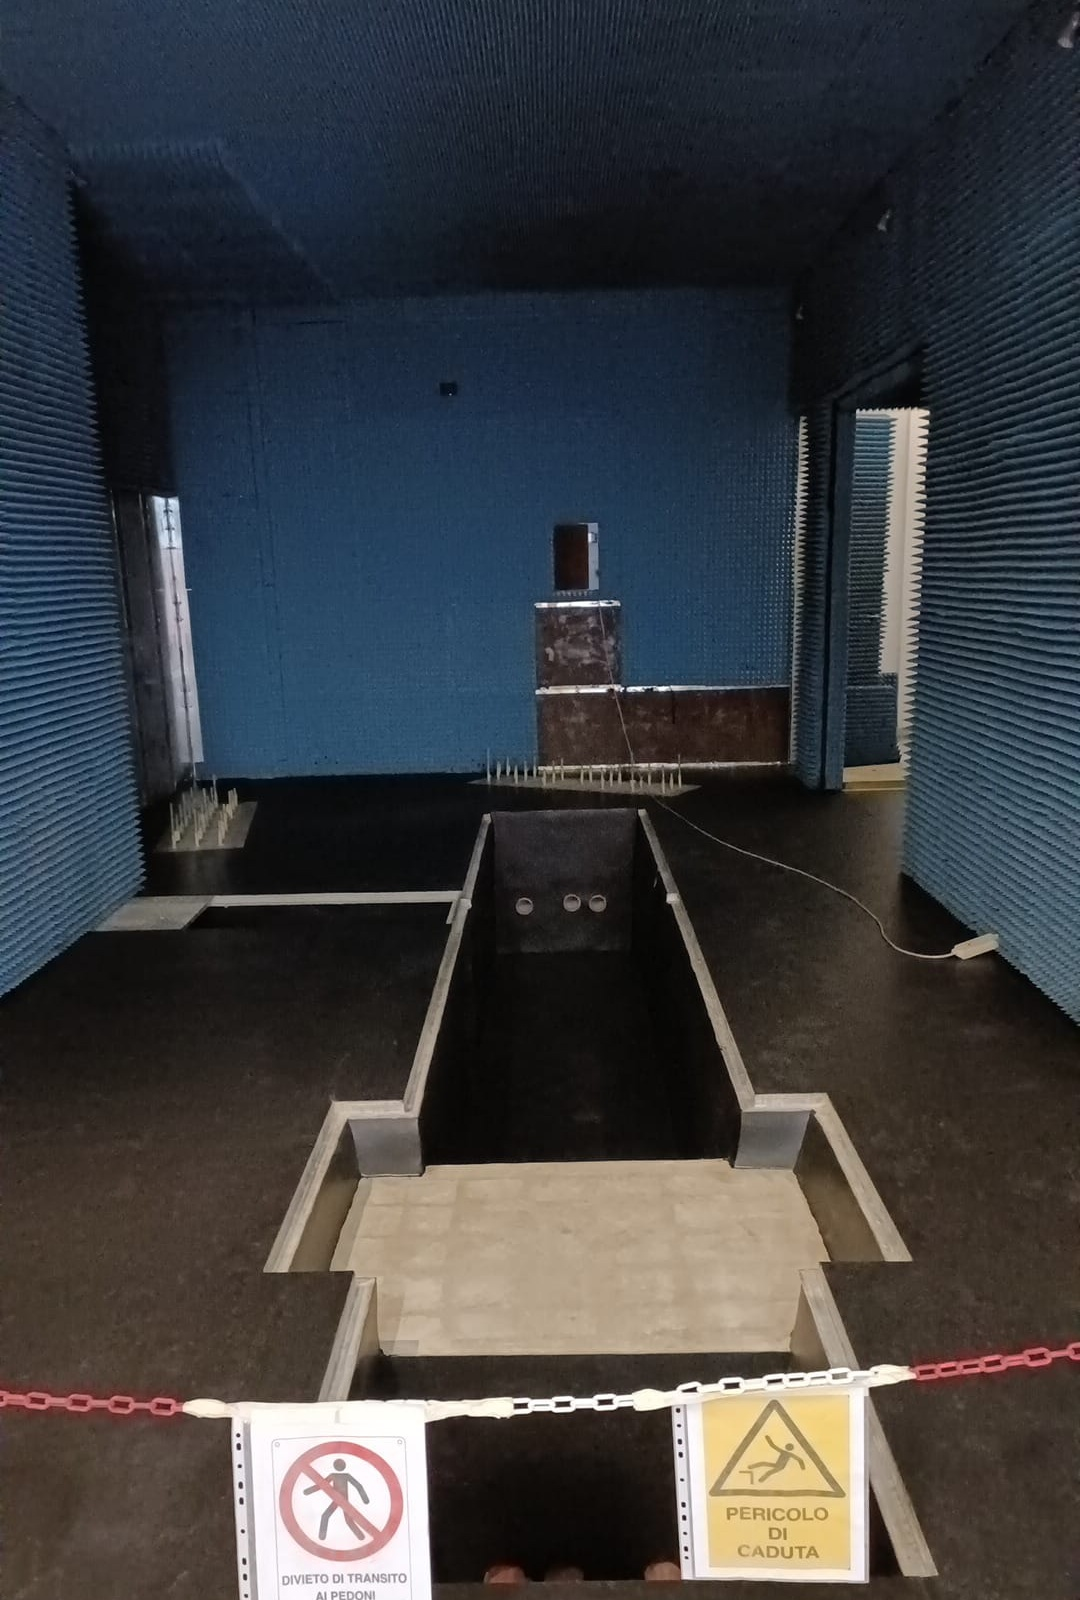 DIVIETO DI TRANSITO
AI PEDONI
PERICOLO
DI
CADUTA